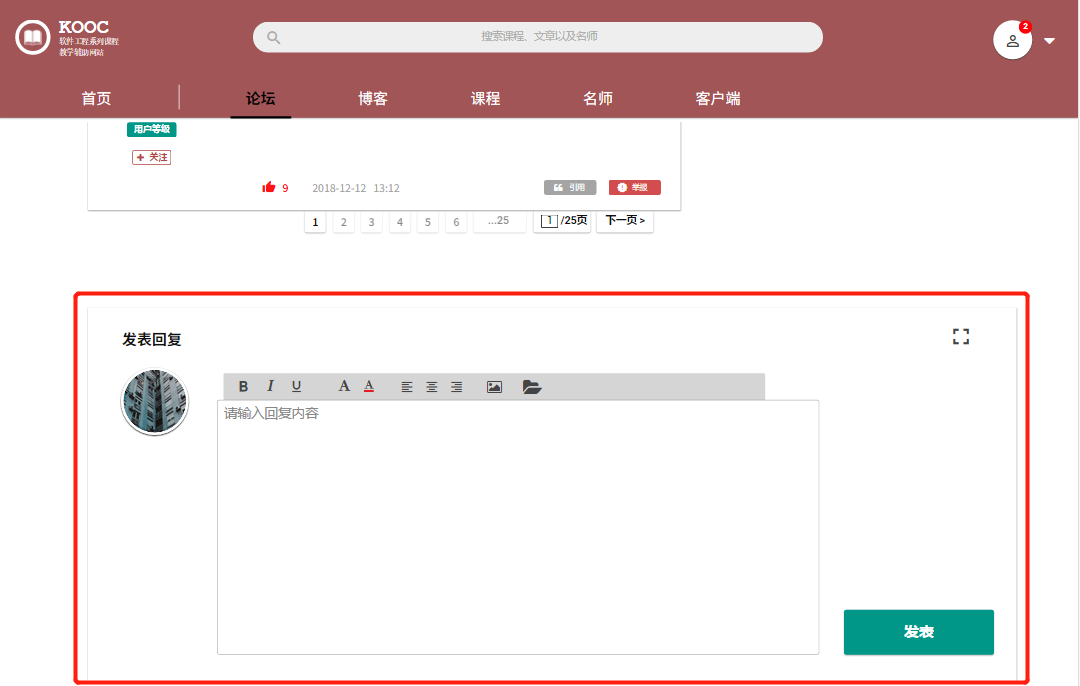 KOOC
软件工程系列课程
教学辅助网站
搜索课程、文章以及名师
2
首页 论坛 博客 课程 名师 客户端
用户等级
+ 关注
9 2018-12-12 13:12 引用 举报
1 2 3 4 5 6 ...25 1 /25页 下一页 >
发表回复
B I U A A
请输入回复内容
发表